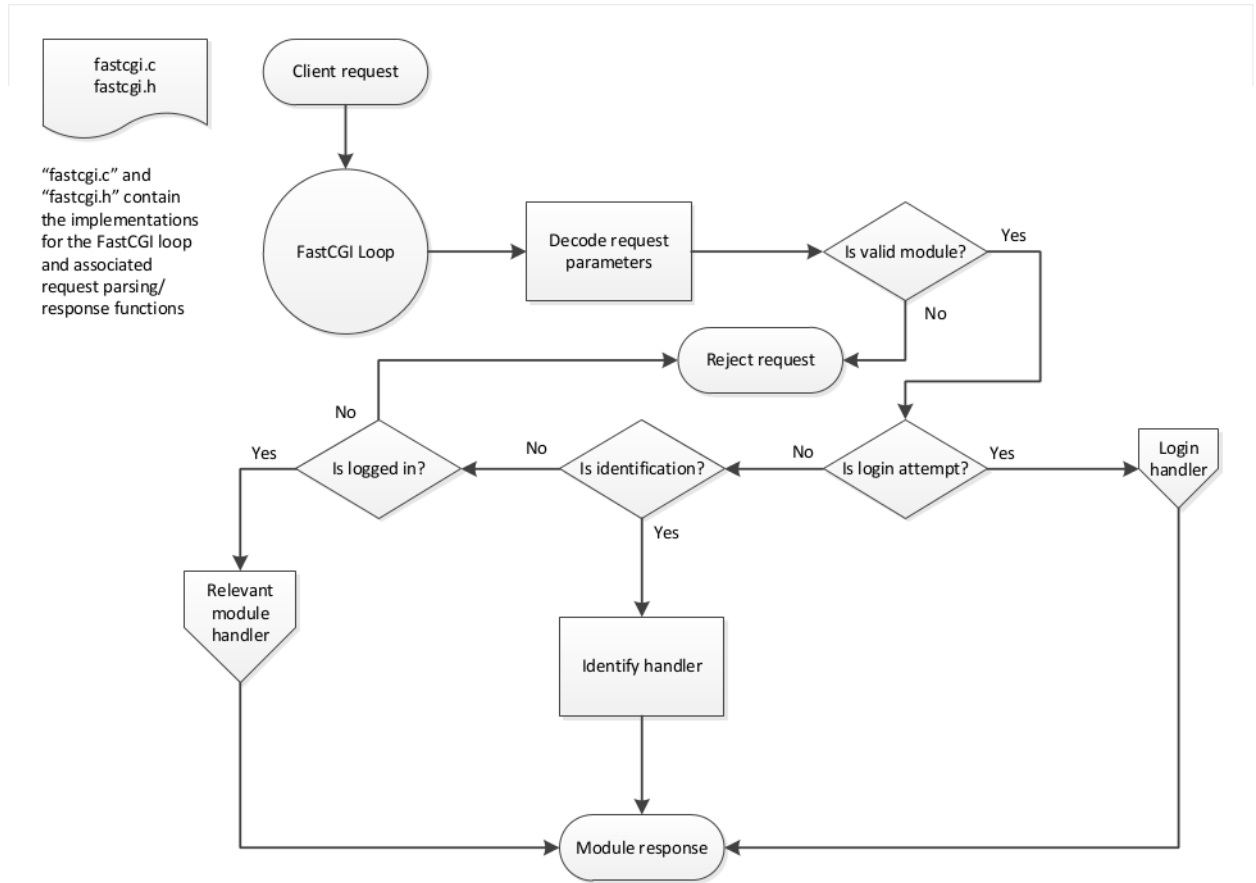 fastcgi.c
fastcgi.h
Client request
“fastcgi.c” and
“fastcgi.h” contain
the implementations
for the FastCGI loop
and associated
request parsing/
response functions
FastCGI Loop
Decode request
parameters
Is valid module?
Yes
No
Reject request
No
Yes
Is logged in?
No
Is identification?
No
Is login attempt?
Yes
Login
handler
Yes
Relevant
module
handler
Identify handler
Module response